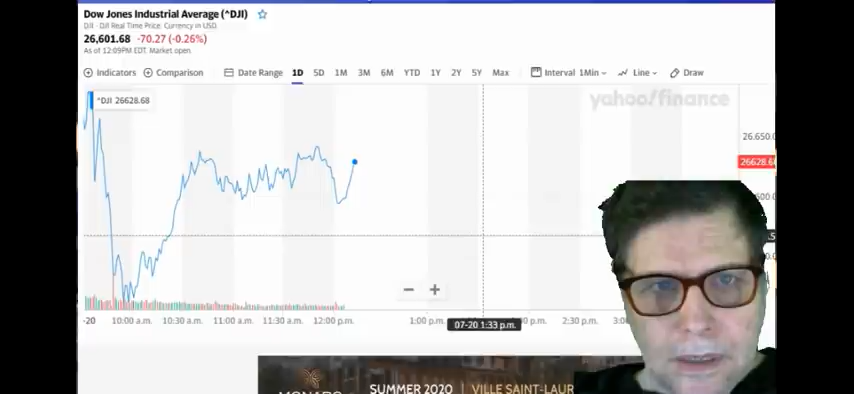 Dow Jones Industrial Average (^DJI)
DJI - DJI Real Time Price. Currency in USD
26,601.68 -70.27 (-0.26%)
As of 12:09PM EDT. Market open.
Indicators Comparison Date Range 1D 5D 1M 3M 6M YTD 1Y 2Y 5Y Max Interval 1Min Line Draw
^DJI 26628.68
yahoo/finance
26,650.
26628.6
-20 10:00 a.m. 10:30 a.m. 11:00 a.m. 11:30 a.m. 12:00 p.m. 1:00 p.m. 07-20 1:33 p.m. p.m. 2:30 p.m. 3:0
SUMMER 2020 | VILLE SAINT-LAUR